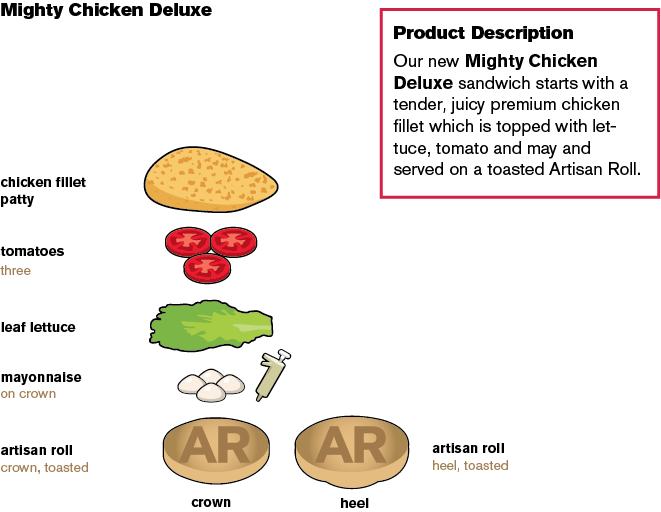 Mighty Chicken Deluxe
Product Description
Our new Mighty Chicken
Deluxe sandwich starts with a
tender, juicy premium chicken
fillet which is topped with let-
tuce, tomato and may and
served on a toasted Artisan Roll.
chicken fillet
patty
tomatoes
three
leaf lettuce
mayonnaise
on crown
artisan roll
crown, toasted
AR
AR
artisan roll
heel, toasted
crown
heel